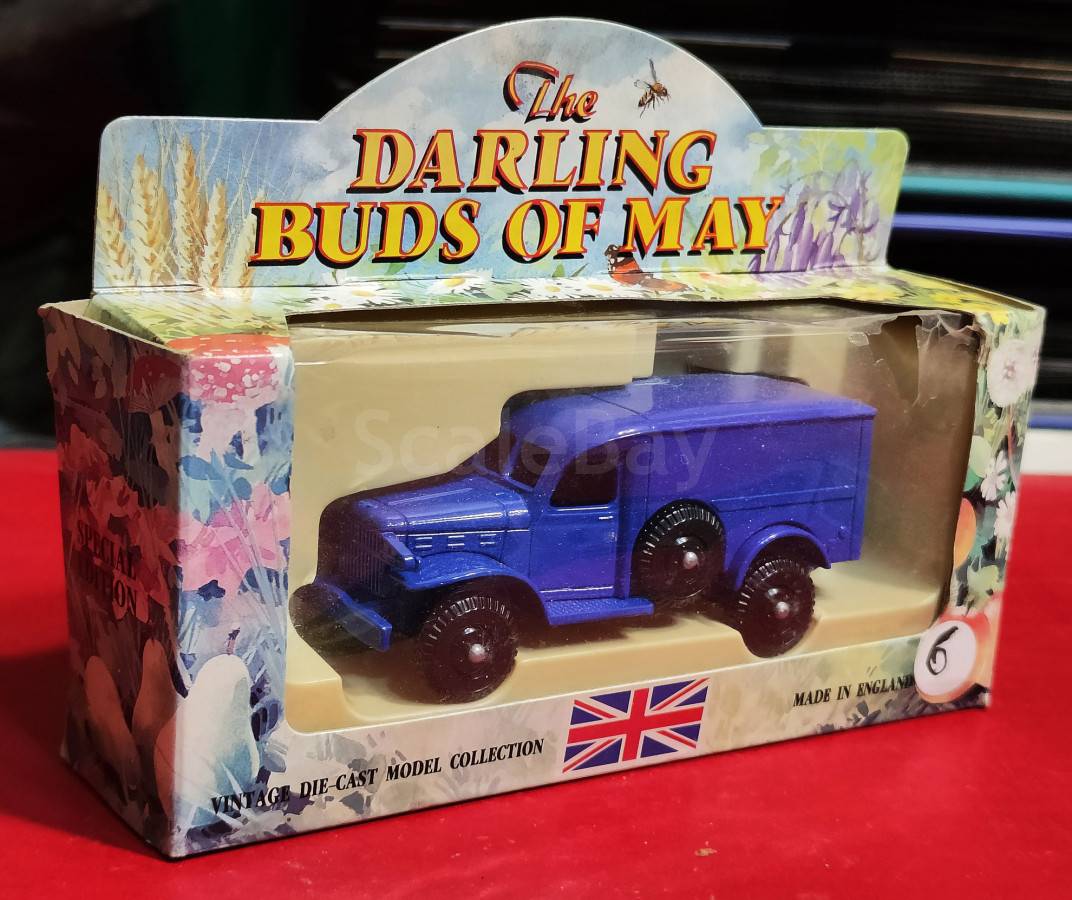 The
DARLING
BUDS OF MAY
ScaleBay
SPECIAL
EDITION
VINTAGE DIE-CAST MODEL COLLECTION
MADE IN ENGLAND
6